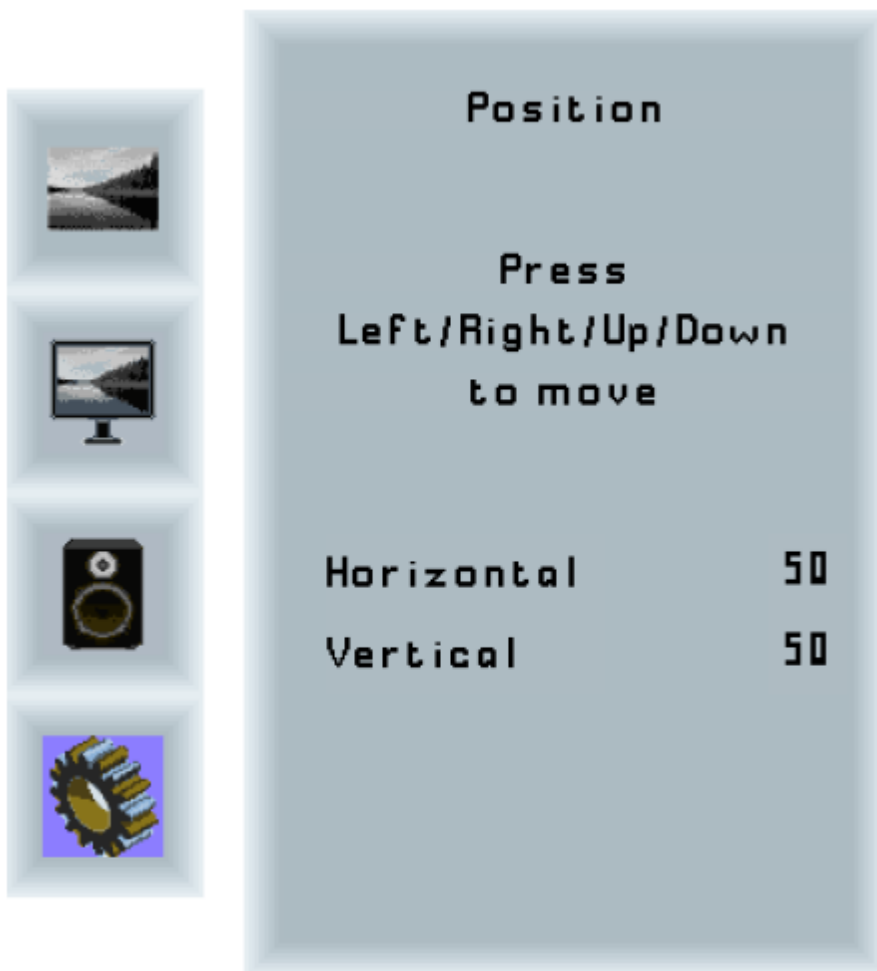 Position
Press
Left/Right/Up/Down
to move
Horizontal 50
Vertical 50